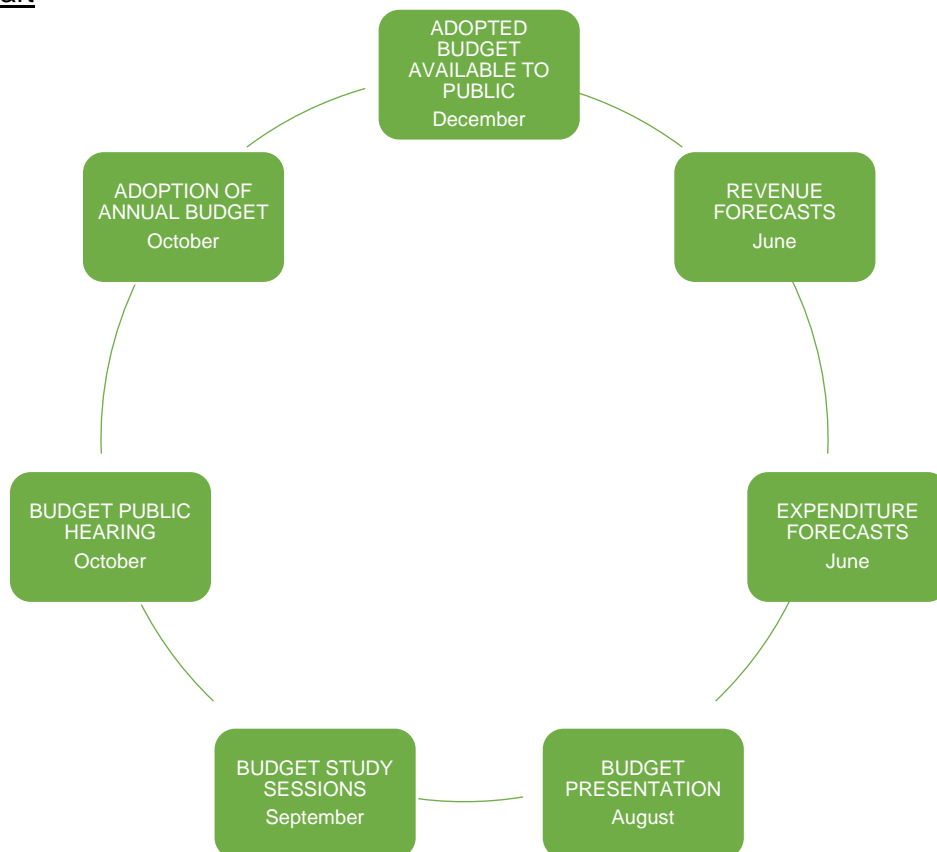 ADOPTED
BUDGET
AVAILABLE TO
PUBLIC
December
REVENUE
FORECASTS
June
EXPENDITURE
FORECASTS
June
BUDGET
PRESENTATION
August
BUDGET STUDY
SESSIONS
September
BUDGET PUBLIC
HEARING
October
ADOPTION OF
ANNUAL BUDGET
October